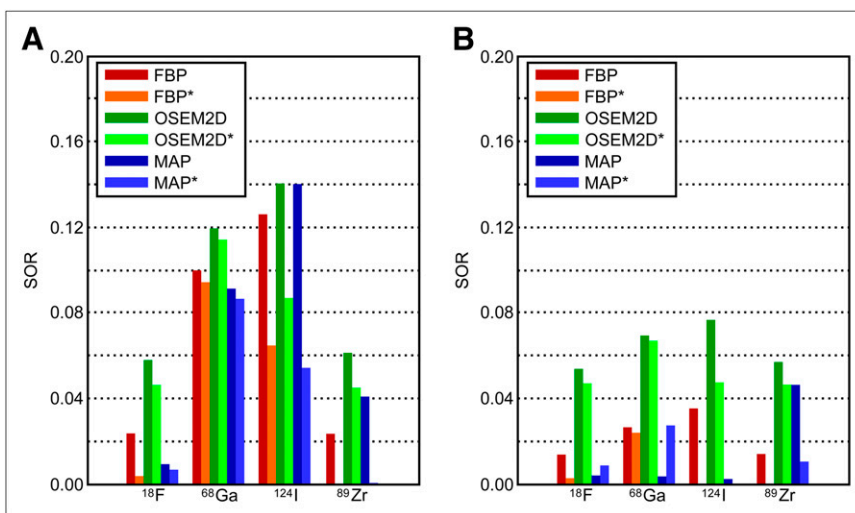 A
SOR
0.20
0.16
0.12
0.08
0.04
0.00
FBP
FBP*
OSEM2D
OSEM2D*
MAP
MAP*
¹⁸F
⁶⁸Ga
¹²⁴I
⁸⁹Zr
B
SOR
0.20
0.16
0.12
0.08
0.04
0.00
FBP
FBP*
OSEM2D
OSEM2D*
MAP
MAP*
¹⁸F
⁶⁸Ga
¹²⁴I
⁸⁹Zr